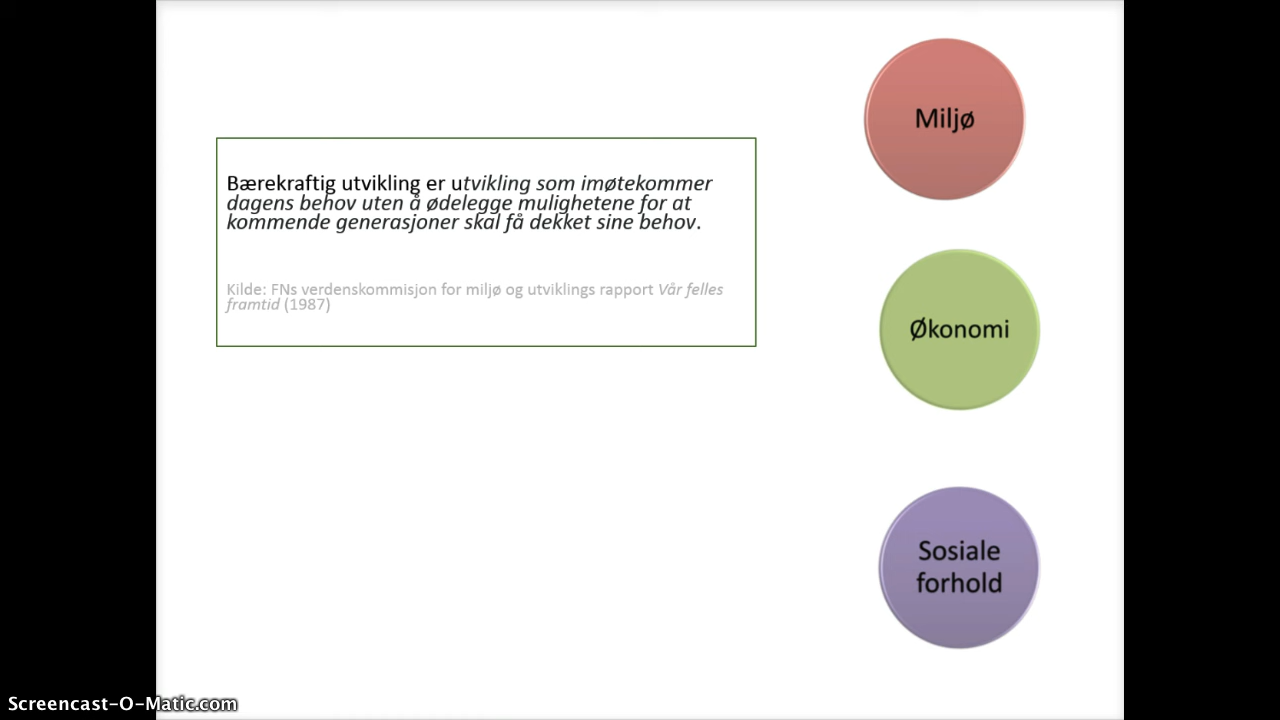 Bærekraftig utvikling er utvikling som imøtekommer
dagens behov uten å ødelegge mulighetene for at
kommende generasjoner skal få dekket sine behov.
Kilde: FNs verdenskommisjon for miljø og utviklings rapport Vår felles
framtid (1987)
Miljø
Økonomi
Sosiale
forhold
Screencast-O-Matic.com